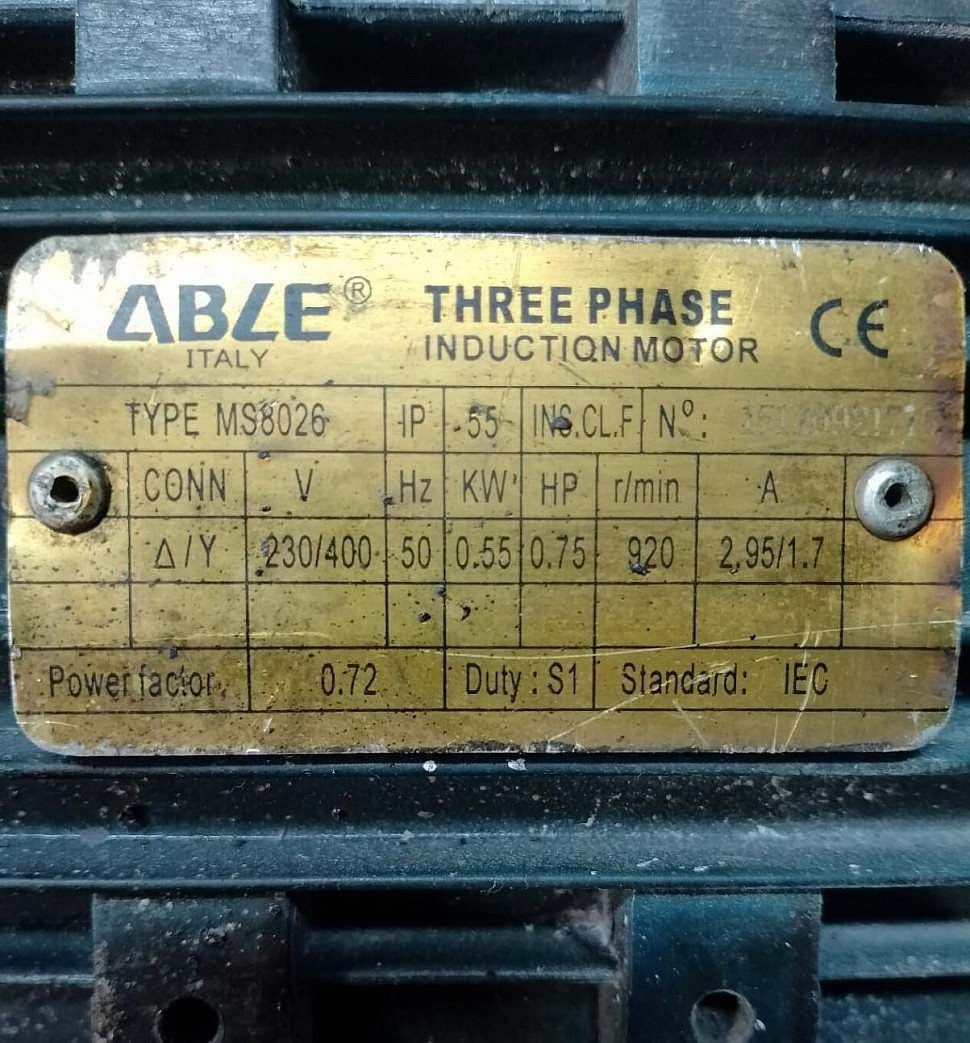 ABLE® THREE PHASE CE
ITALY INDUCTION MOTOR
TYPE MS8026 IP 55 INS.CL.F Nº:
CONN V Hz KW HP r/min A
Δ/Y 230/400 50 0.55 0.75 920 2.95/1.7
Power factor 0.72 Duty : S1 Standard: IEC